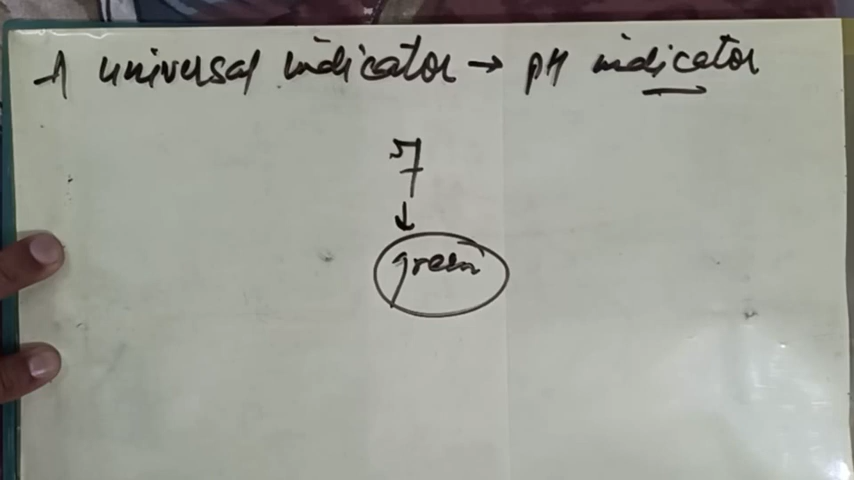 A universal indicator → pH indicator
7
↓
green